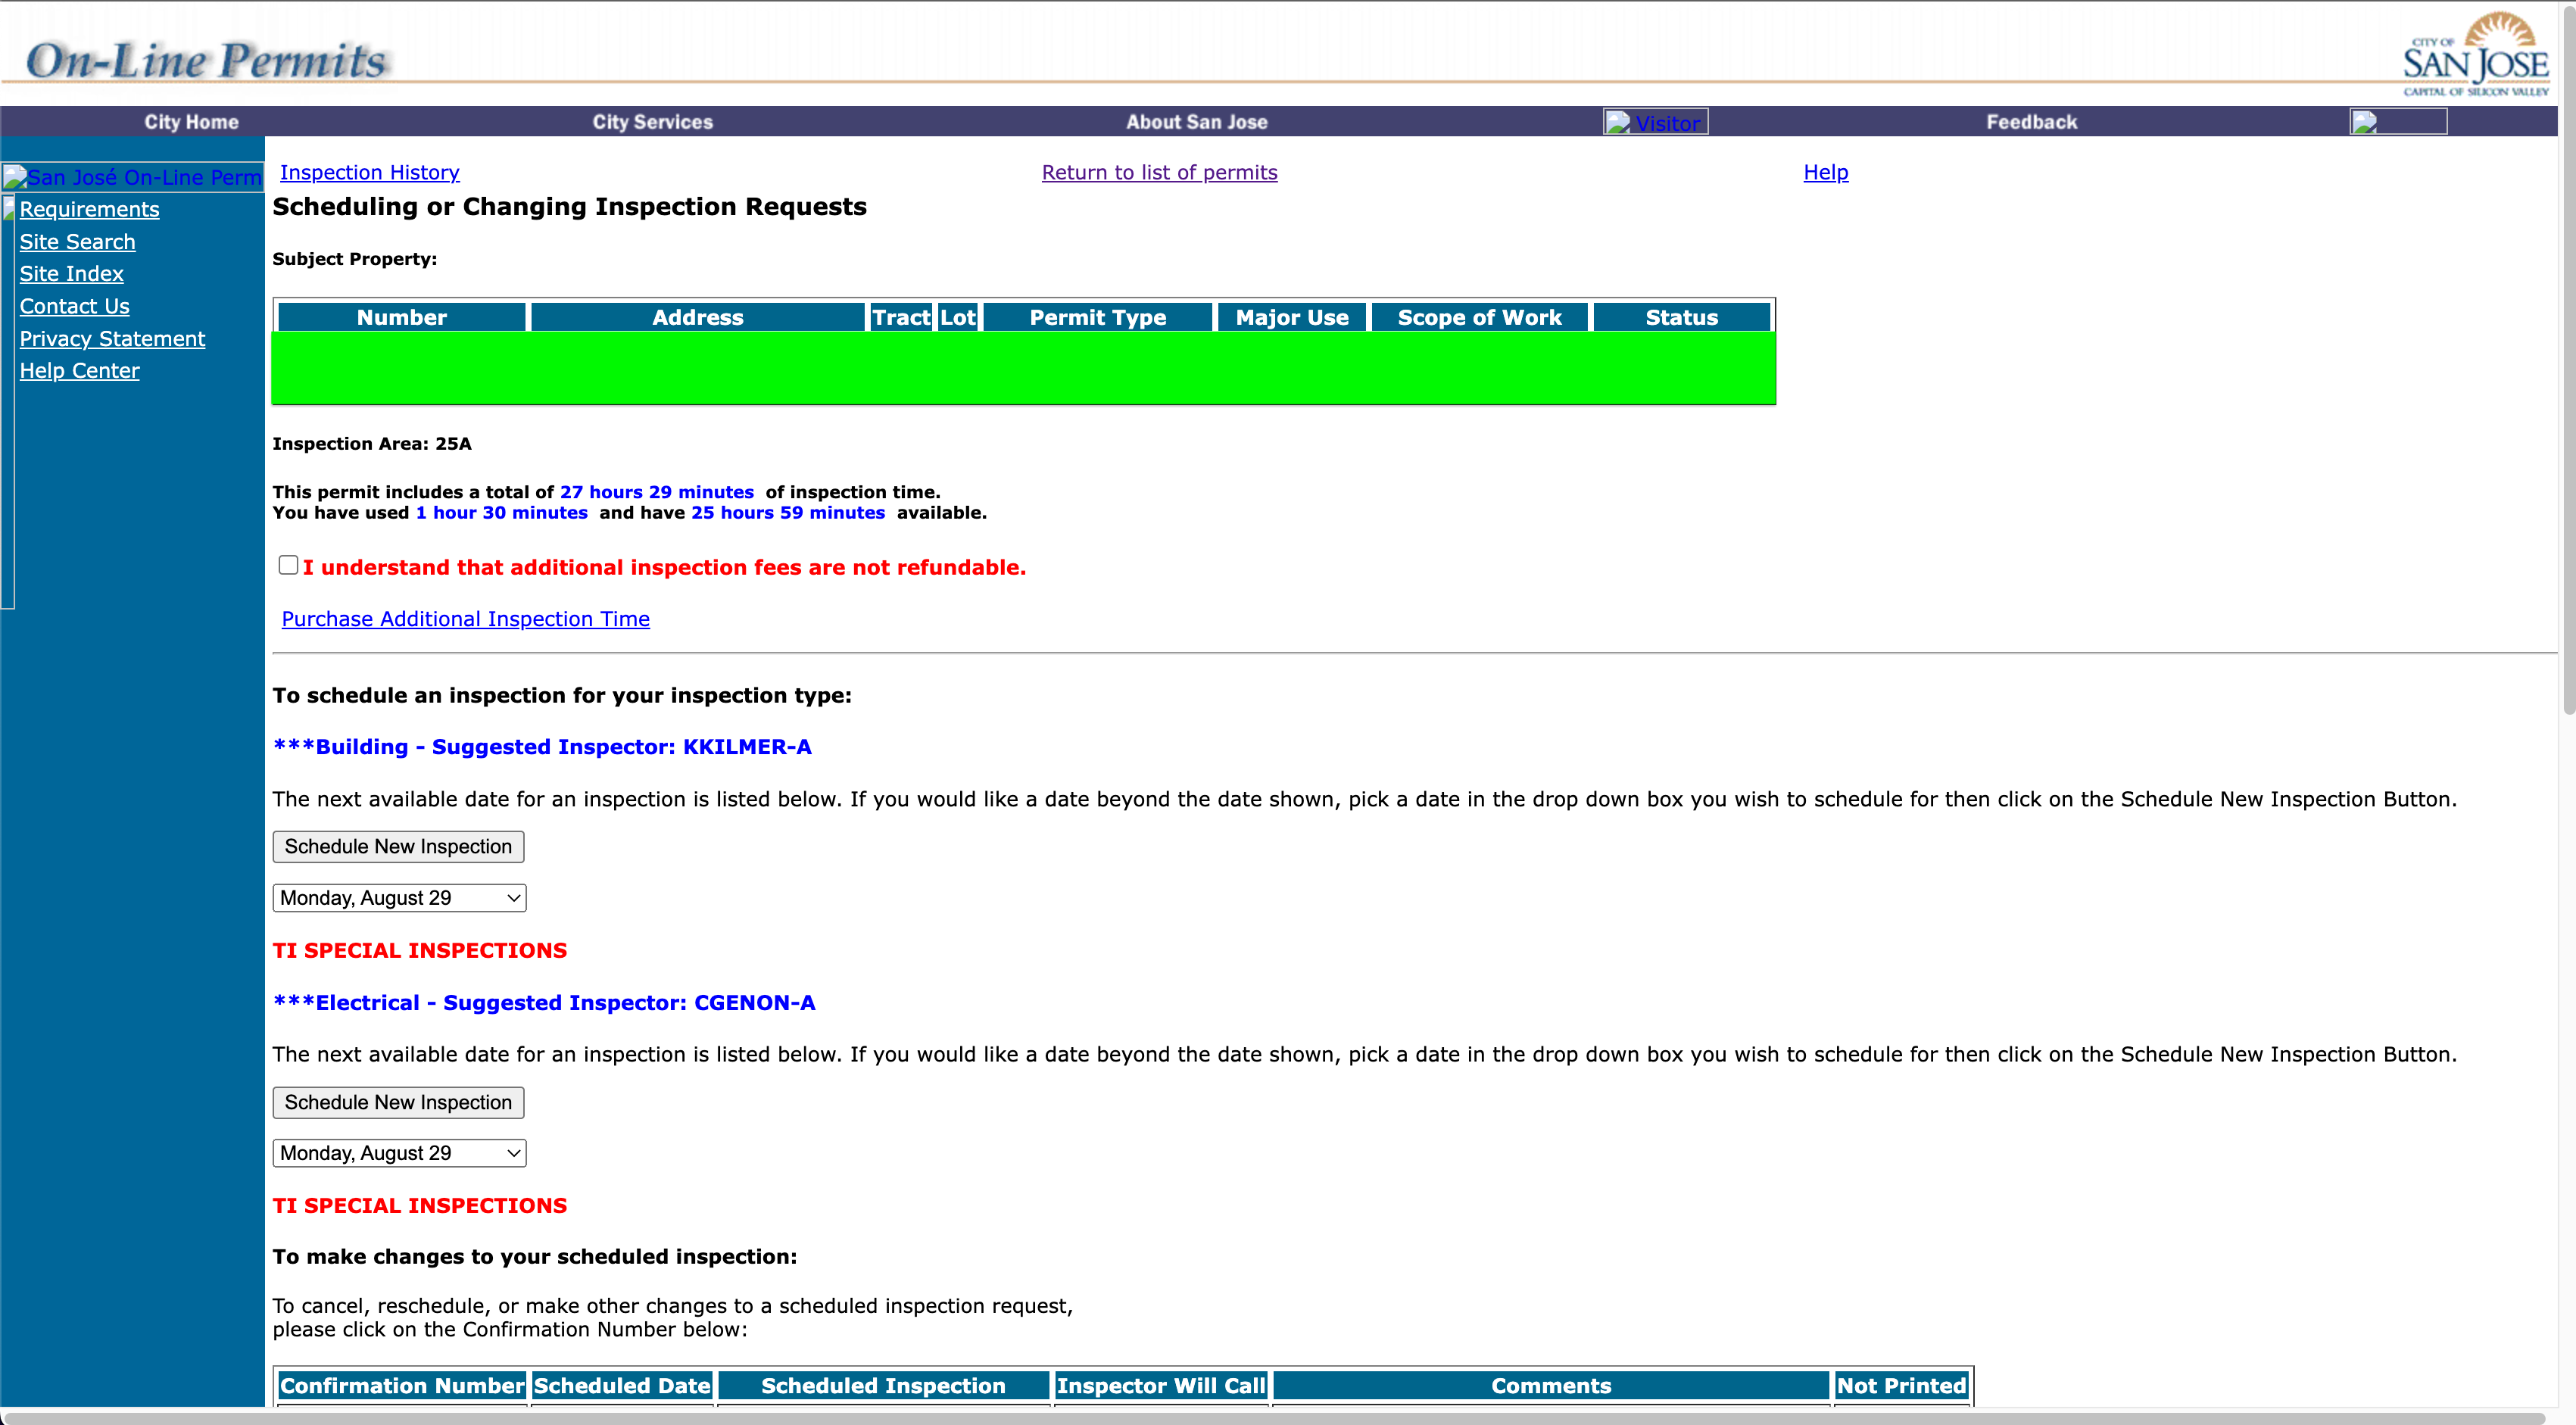 On-Line Permits
CITY OF
SAN JOSE
CAPITAL OF SILICON VALLEY
City Home
City Services
About San Jose
Visitor
Feedback
San José On-Line Perm
Requirements
Site Search
Site Index
Contact Us
Privacy Statement
Help Center
Inspection History
Return to list of permits
Help
Scheduling or Changing Inspection Requests
Subject Property:
Number
Address
Tract
Lot
Permit Type
Major Use
Scope of Work
Status
Inspection Area: 25A
This permit includes a total of 27 hours 29 minutes of inspection time.
You have used 1 hour 30 minutes and have 25 hours 59 minutes available.
I understand that additional inspection fees are not refundable.
Purchase Additional Inspection Time
To schedule an inspection for your inspection type:
***Building - Suggested Inspector: KKILMER-A
The next available date for an inspection is listed below. If you would like a date beyond the date shown, pick a date in the drop down box you wish to schedule for then click on the Schedule New Inspection Button.
Schedule New Inspection
Monday, August 29
TI SPECIAL INSPECTIONS
***Electrical - Suggested Inspector: CGENON-A
The next available date for an inspection is listed below. If you would like a date beyond the date shown, pick a date in the drop down box you wish to schedule for then click on the Schedule New Inspection Button.
Schedule New Inspection
Monday, August 29
TI SPECIAL INSPECTIONS
To make changes to your scheduled inspection:
To cancel, reschedule, or make other changes to a scheduled inspection request,
please click on the Confirmation Number below:
Confirmation Number
Scheduled Date
Scheduled Inspection
Inspector Will Call
Comments
Not Printed